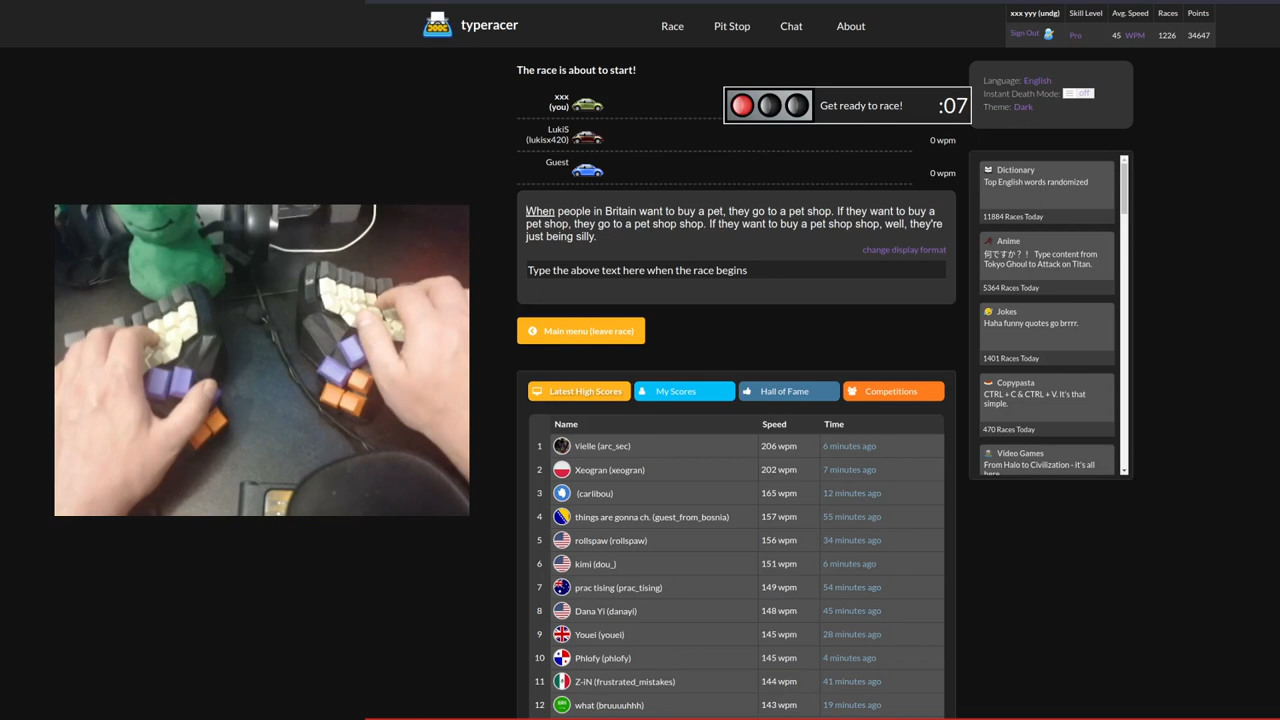 typeracer
Race
Pit Stop
Chat
About
xxx yyy (undg) Skill Level Avg. Speed Races Points
Sign Out Pro 45 WPM 1226 34647
The race is about to start!
xxx
(you)
Get ready to race! :07
LukiS
(lukisx420)
0 wpm
Guest
0 wpm
When people in Britain want to buy a pet, they go to a pet shop. If they want to buy a
pet shop, they go to a pet shop shop. If they want to buy a pet shop shop, well, they're
just being silly.
change display format
Type the above text here when the race begins
Main menu (leave race)
Language: English
Instant Death Mode: off
Theme: Dark
Dictionary
Top English words randomized
11884 Races Today
Anime
何ですか？！ Type content from
Tokyo Ghoul to Attack on Titan.
5364 Races Today
Jokes
Haha funny quotes go brrrr.
1401 Races Today
Copypasta
CTRL + C & CTRL + V. It's that
simple.
470 Races Today
Video Games
From Halo to Civilization - it's all
here
Latest High Scores
My Scores
Hall of Fame
Competitions
Name Speed Time
1 Vielle (arc_sec) 206 wpm 6 minutes ago
2 Xeogran (xeogran) 202 wpm 7 minutes ago
3 (carlibou) 165 wpm 12 minutes ago
4 things are gonna ch. (guest_from_bosnia) 157 wpm 55 minutes ago
5 rollspaw (rollspaw) 156 wpm 34 minutes ago
6 kimi (dou_) 151 wpm 6 minutes ago
7 prac tising (prac_tising) 149 wpm 54 minutes ago
8 Dana Yi (danayi) 148 wpm 45 minutes ago
9 Youei (youei) 145 wpm 28 minutes ago
10 Phlofy (phlofy) 145 wpm 4 minutes ago
11 Z-iN (frustrated_mistakes) 144 wpm 41 minutes ago
12 what (bruuuuhhh) 143 wpm 19 minutes ago